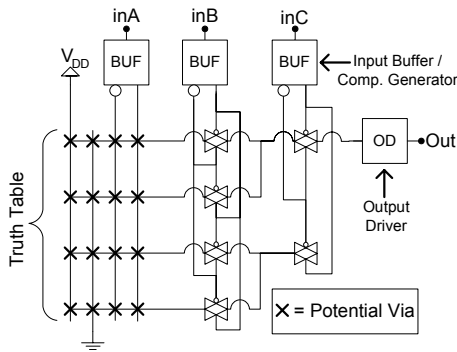 inA
inB
inC
V_DD
BUF
BUF
BUF
Input Buffer /
Comp. Generator
Truth Table
OD
Out
Output
Driver
X = Potential Via